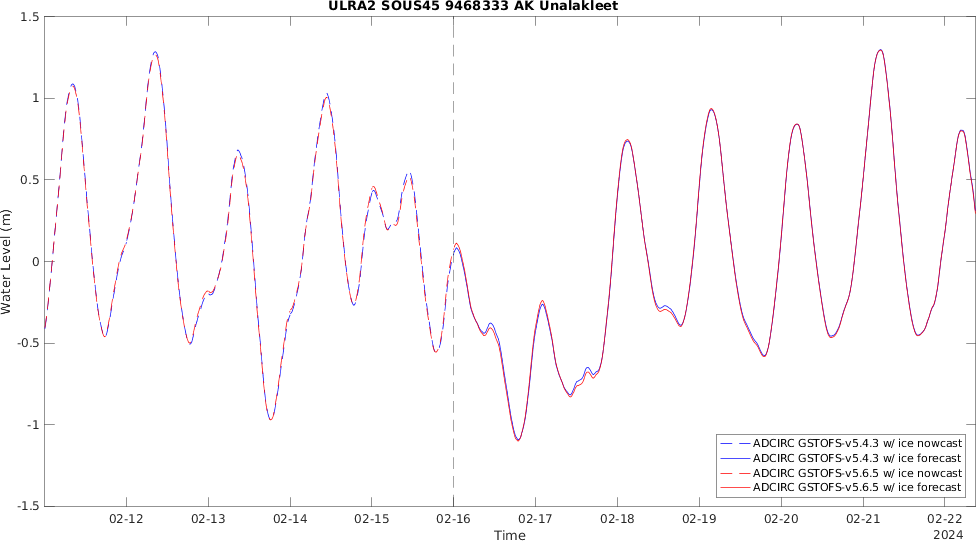 ULRA2 SOUS45 9468333 AK Unalakleet
1.5
1
0.5
0
-0.5
-1
-1.5
Water Level (m)
02-12 02-13 02-14 02-15 02-16 02-17 02-18 02-19 02-20 02-21 02-22
2024
Time
ADCIRC GSTOFS-v5.4.3 w/ ice nowcast
ADCIRC GSTOFS-v5.4.3 w/ ice forecast
ADCIRC GSTOFS-v5.6.5 w/ ice nowcast
ADCIRC GSTOFS-v5.6.5 w/ ice forecast